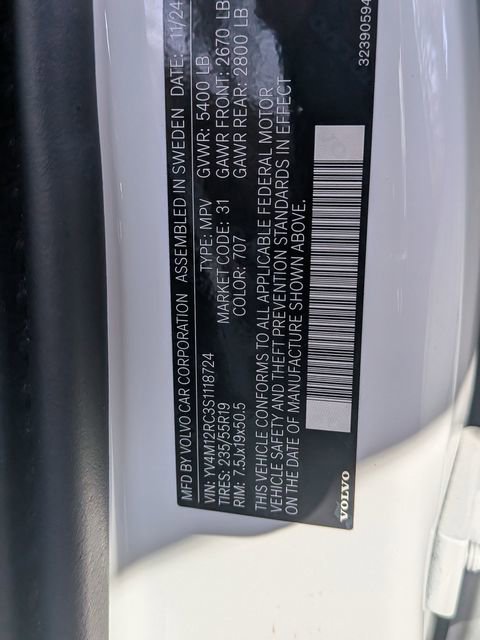 MFD BY VOLVO CAR CORPORATION ASSEMBLED IN SWEDEN DATE: 11/24
VIN: YV4M12RC3S1118724 TYPE: MPV GVWR: 5400 LB
TIRES: 235/55R19 MARKET CODE: 31 GAWR FRONT: 2670 LB
RIM: 7.5Jx19x50.5 COLOR: 707 GAWR REAR: 2800 LB
THIS VEHICLE CONFORMS TO ALL APPLICABLE FEDERAL MOTOR
VEHICLE SAFETY AND THEFT PREVENTION STANDARDS IN EFFECT
ON THE DATE OF MANUFACTURE SHOWN ABOVE.
VOLVO
32390594